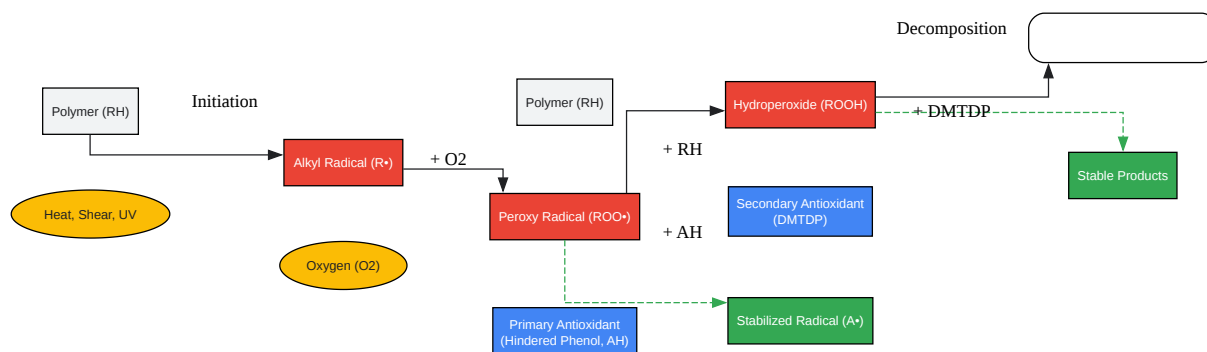 Decomposition
Polymer (RH)
Initiation
Polymer (RH)
Hydroperoxide (ROOH)
+ DMTDP
Alkyl Radical (R•)
+ O2
+ RH
Stable Products
Heat, Shear, UV
Peroxy Radical (ROO•)
Secondary Antioxidant
(DMTDP)
+ AH
Oxygen (O2)
Primary Antioxidant
(Hindered Phenol, AH)
Stabilized Radical (A•)